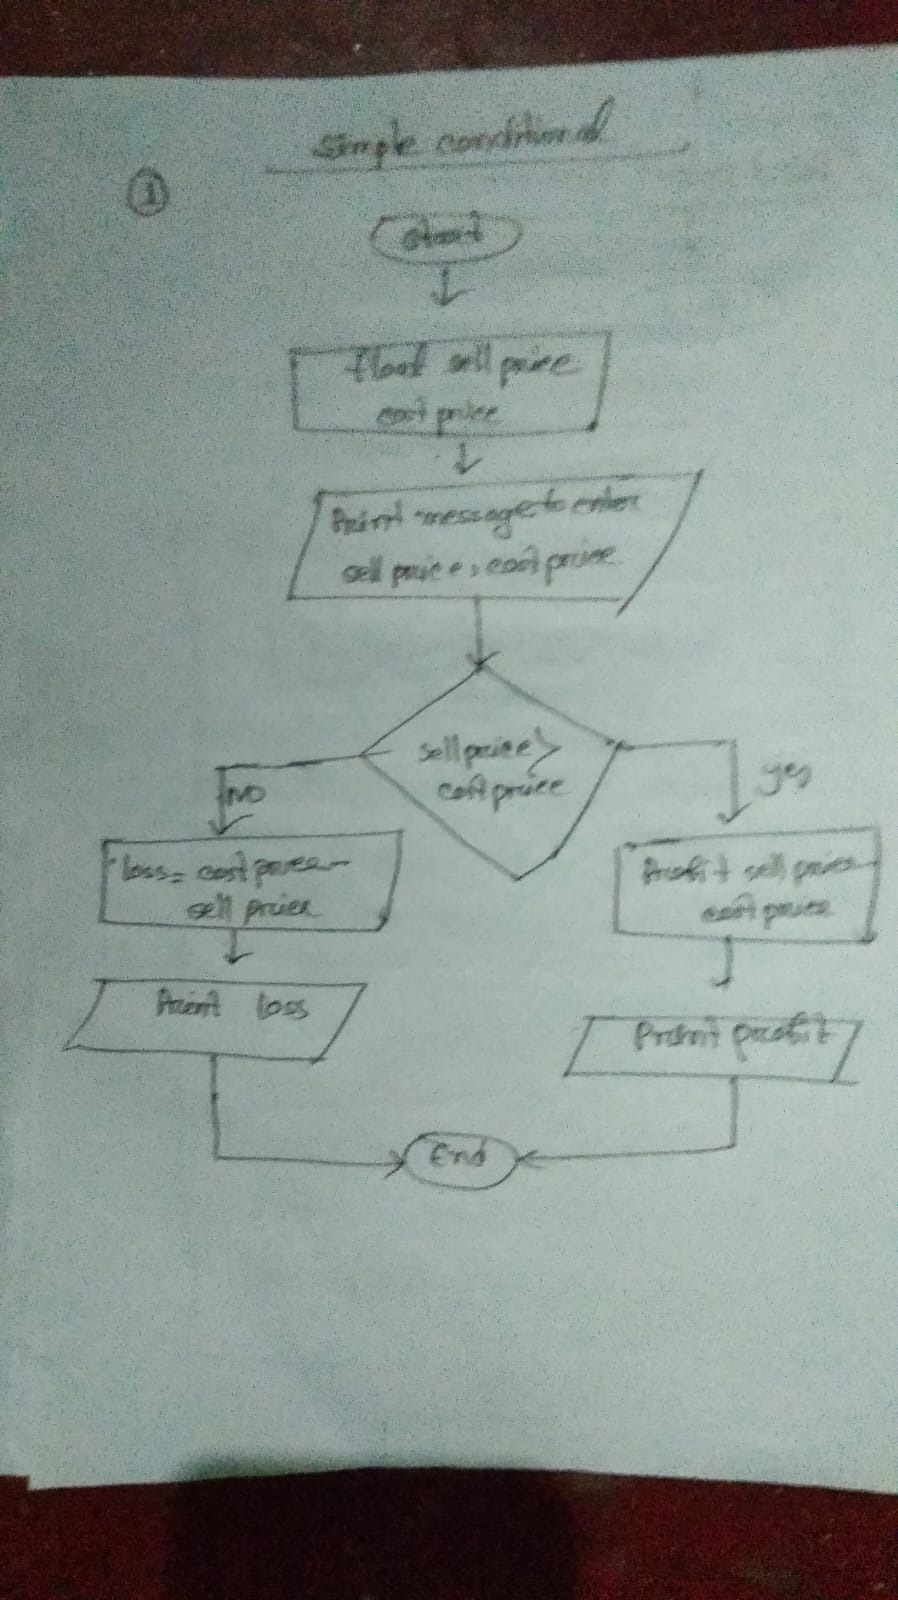 simple conditional
1
start
float sell price
cost price
Print message to enter
sell price, cost price
sell price >
cost price
NO
yes
loss = cost price -
sell price
Profit sell price -
cost price
Print loss
Print profit
End